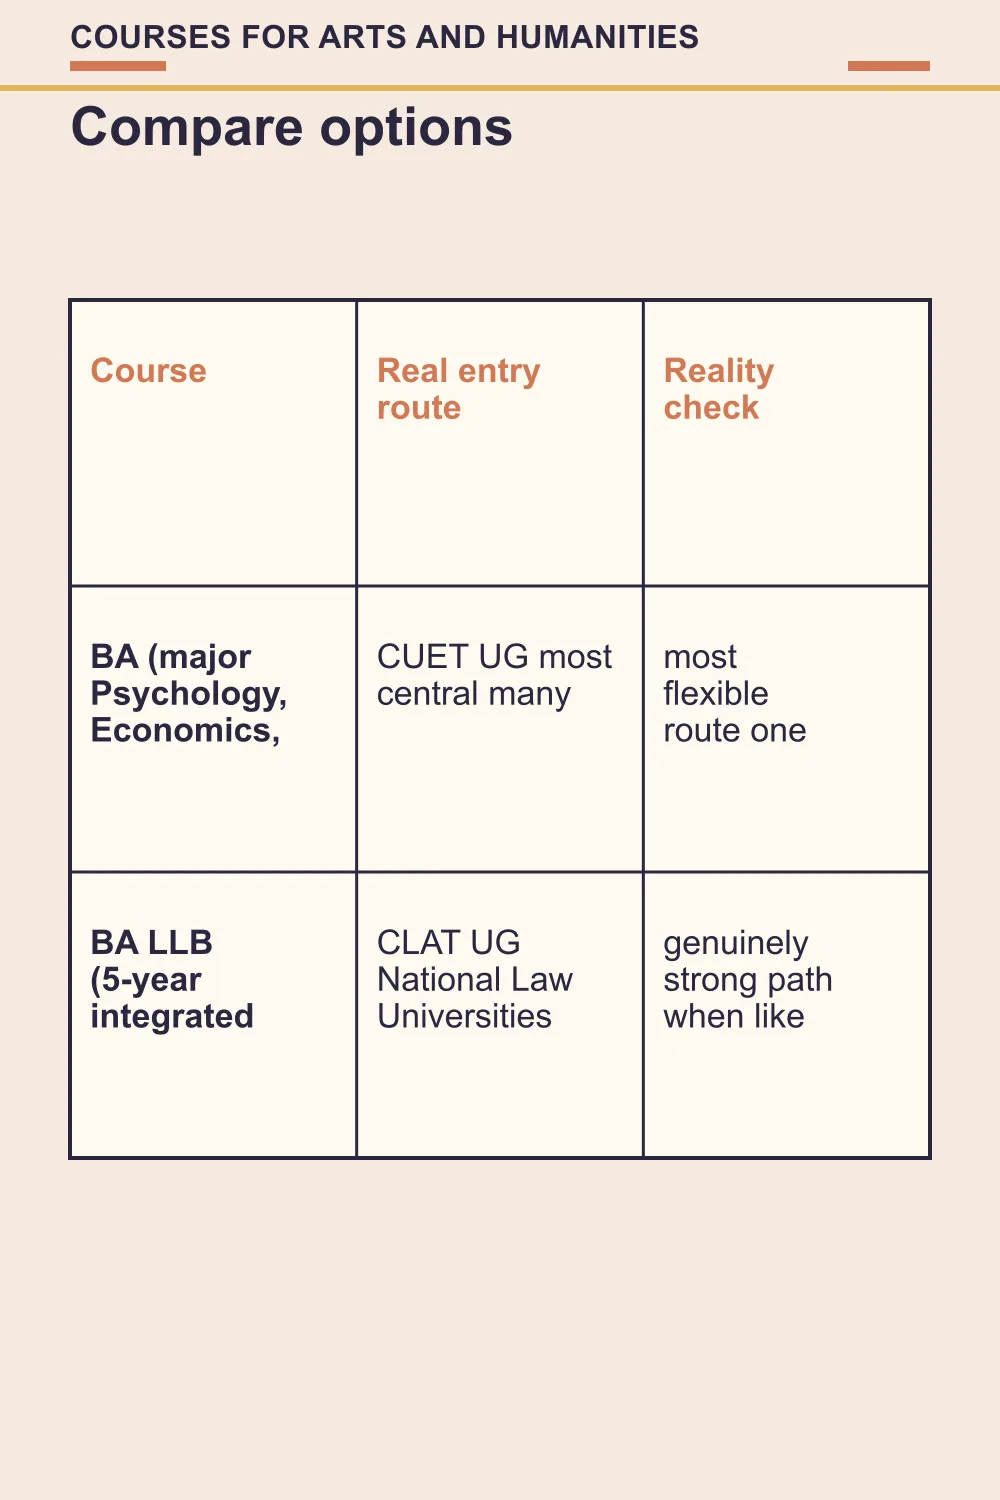 COURSES FOR ARTS AND HUMANITIES
Compare options
Course
Real entry
route
Reality
check
BA (major
Psychology,
Economics,
CUET UG most
central many
most
flexible
route one
BA LLB
(5-year
integrated
CLAT UG
National Law
Universities
genuinely
strong path
when like